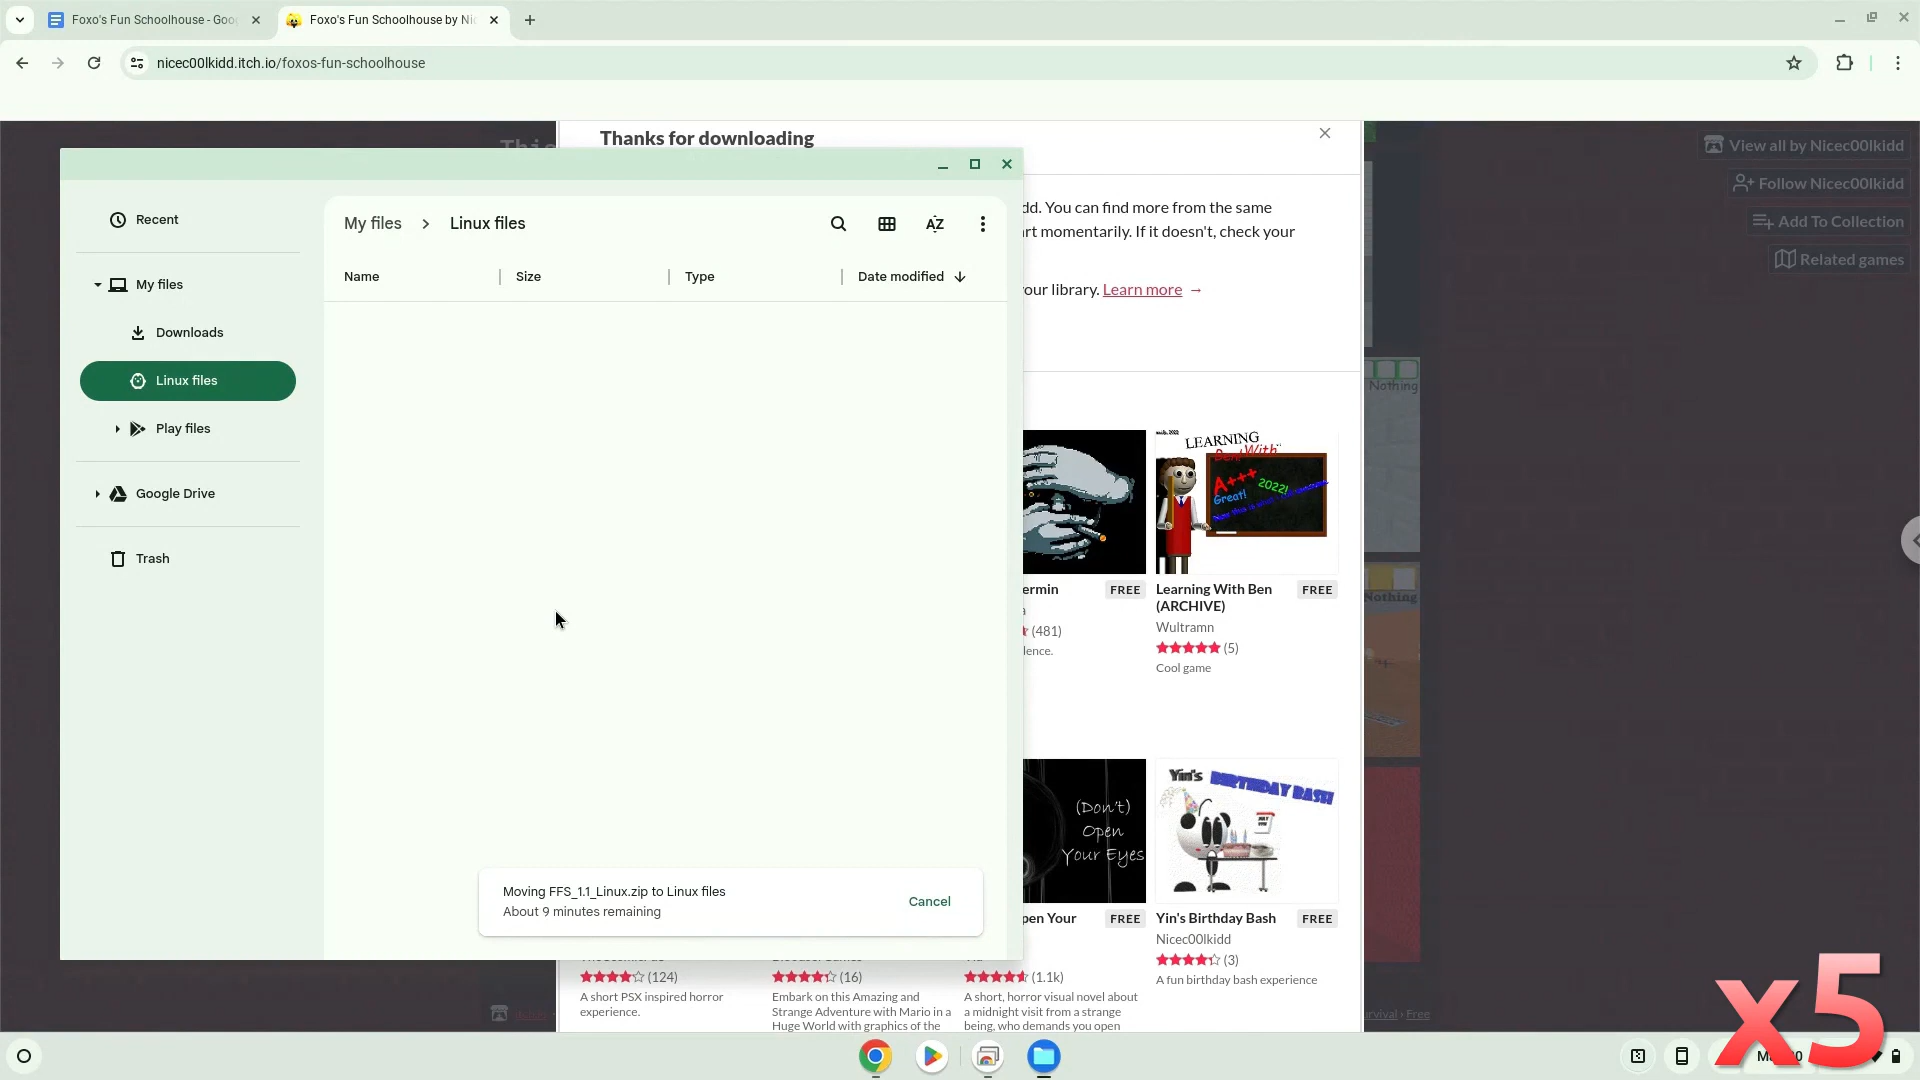 Foxo's Fun Schoolhouse - Goo
Foxo's Fun Schoolhouse by Nic
nicec00lkidd.itch.io/foxos-fun-schoolhouse
This
Thanks for downloading
View all by Nicec00lkidd
Follow Nicec00lkidd
Add To Collection
Related games
Recent
My files
Downloads
Linux files
Play files
Google Drive
Trash
My files
Linux files
Name
Size
Type
Date modified
Moving FFS_1.1_Linux.zip to Linux files
About 9 minutes remaining
Cancel
dd. You can find more from the same
rt momentarily. If it doesn't, check your
our library. Learn more →
Nothing
Nothing
LEARNING
With
A+++
Great!
2022!
ermin
FREE
a
(481)
lence.
Learning With Ben
(ARCHIVE)
FREE
Wultramn
(5)
Cool game
(Don't)
Open
Your Eyes
Yin's BIRTHDAY BASH
pen Your
FREE
Yin's Birthday Bash
FREE
Nicec00lkidd
(3)
A fun birthday bash experience
(124)
A short PSX inspired horror
experience.
(16)
Embark on this Amazing and
Strange Adventure with Mario in a
Huge World with graphics of the
(1.1k)
A short, horror visual novel about
a midnight visit from a strange
being, who demands you open
urvival › Free
x5